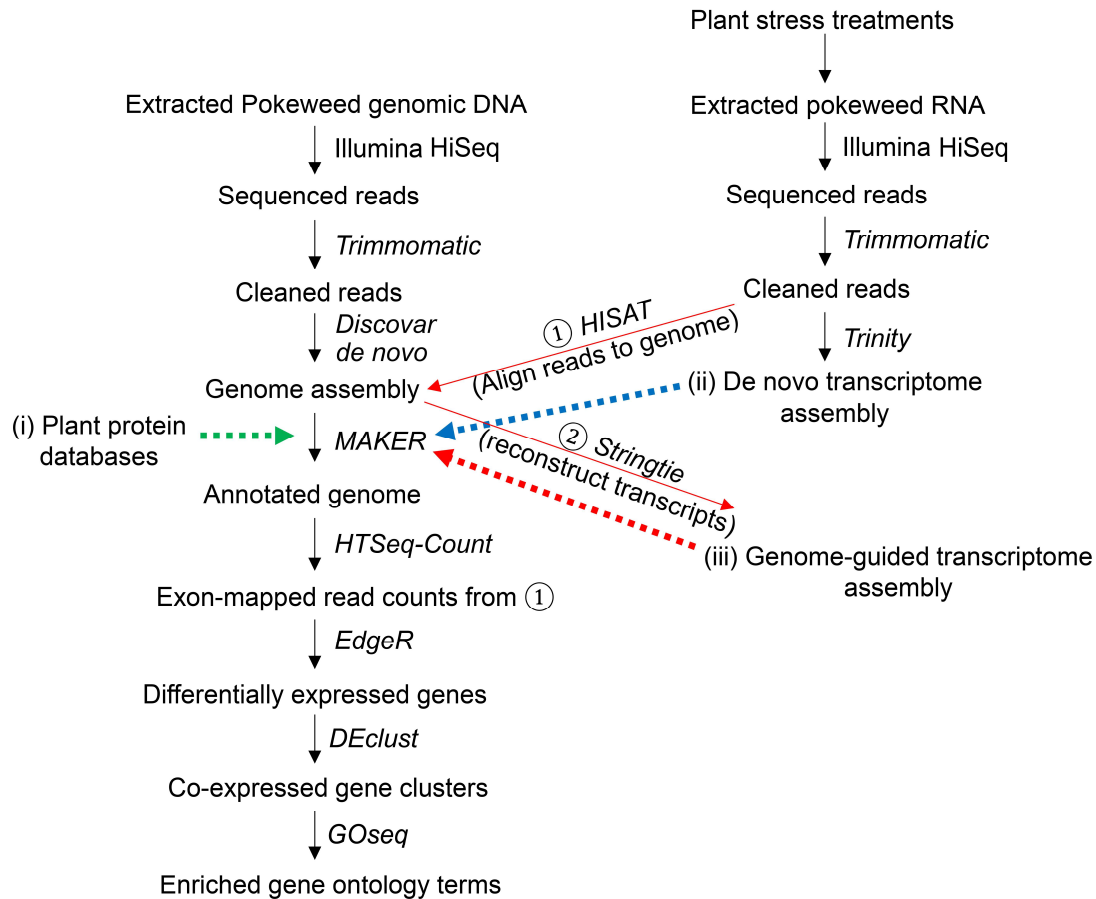 Plant stress treatments
Extracted Pokeweed genomic DNA
Extracted pokeweed RNA
Illumina HiSeq
Illumina HiSeq
Sequenced reads
Sequenced reads
Trimmomatic
Trimmomatic
Cleaned reads
Cleaned reads
Discovar
de novo
① HISAT
(Align reads to genome)
Trinity
Genome assembly
(ii) De novo transcriptome
assembly
(i) Plant protein
databases
MAKER
② Stringtie
(reconstruct transcripts)
Annotated genome
HTSeq-Count
(iii) Genome-guided transcriptome
assembly
Exon-mapped read counts from ①
EdgeR
Differentially expressed genes
DEclust
Co-expressed gene clusters
GOseq
Enriched gene ontology terms